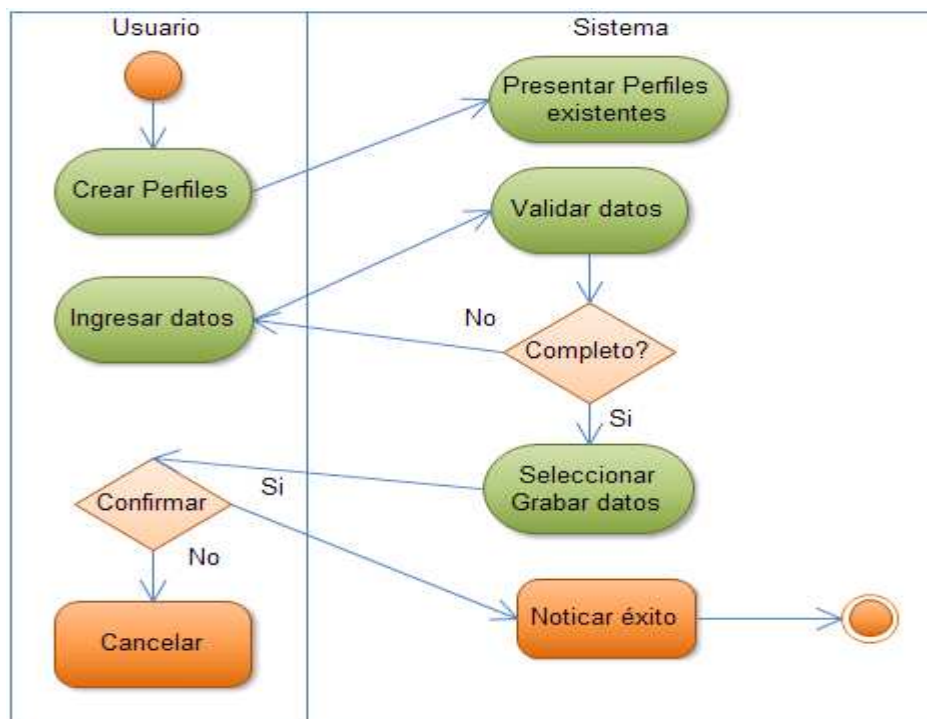 Usuario
Sistema
Presentar Perfiles
existentes
Crear Perfiles
Validar datos
Ingresar datos
No
Completo?
Si
Seleccionar
Grabar datos
Confirmar
Si
No
Cancelar
Noticar éxito